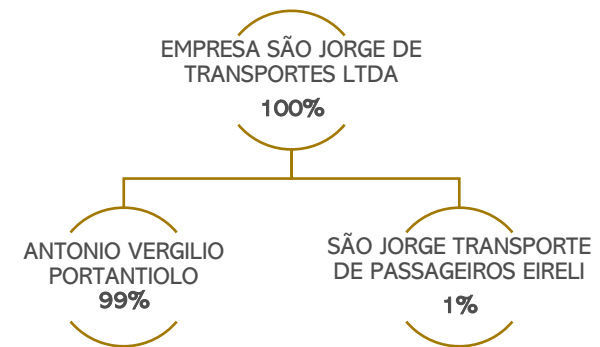 EMPRESA SÃO JORGE DE
TRANSPORTES LTDA
100%
ANTONIO VERGILIO
PORTANTIOLO
99%
SÃO JORGE TRANSPORTE
DE PASSAGEIROS EIRELI
1%